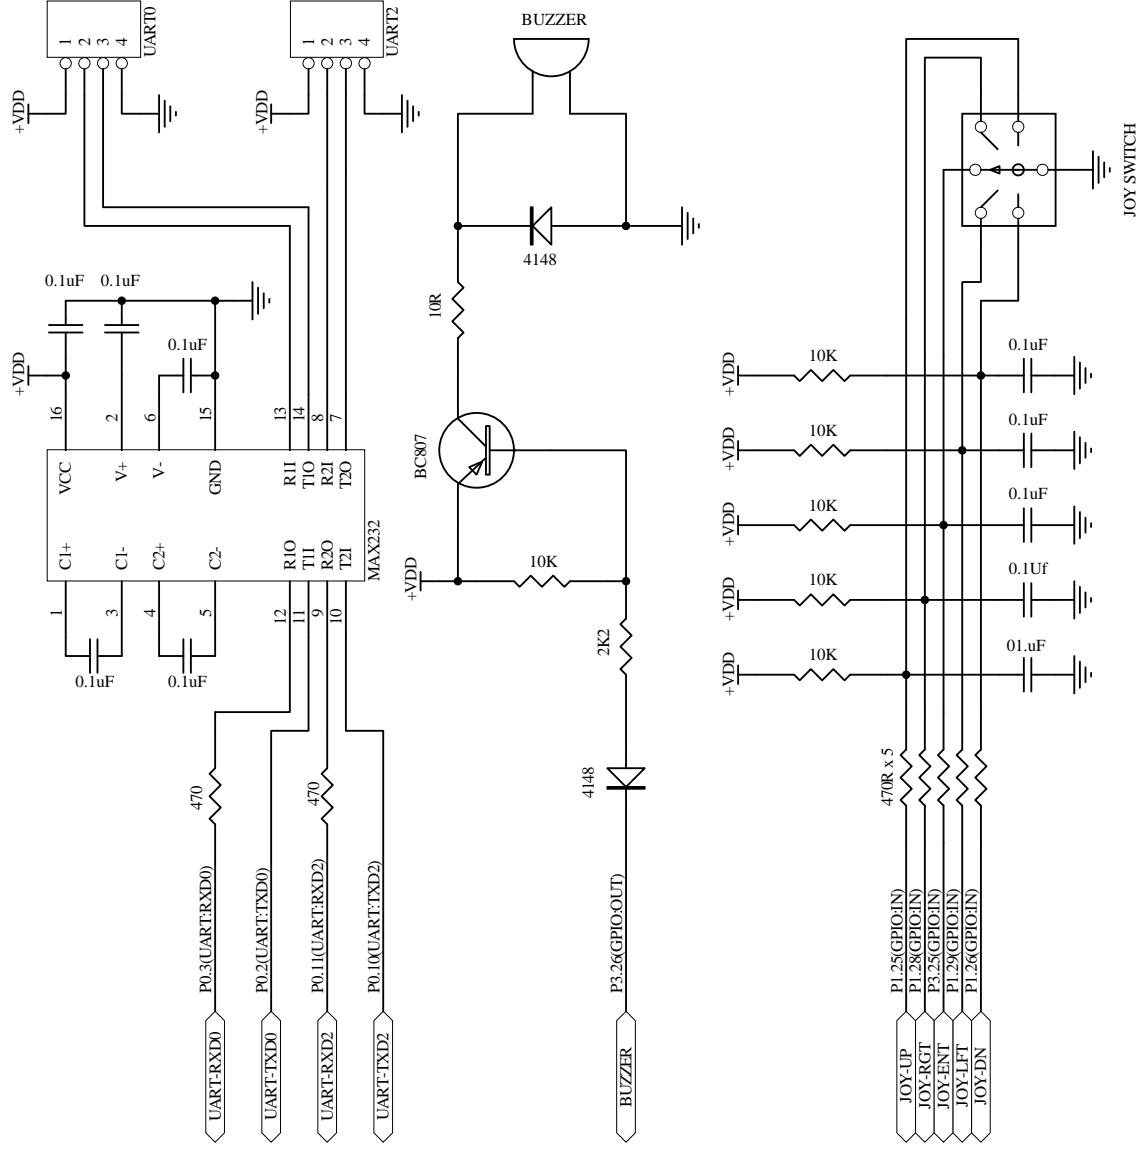 UART0
1
2
3
4
+VDD
UART2
1
2
3
4
+VDD
0.1uF
0.1uF
0.1uF
+VDD
16
2
6
15
13
14
8
7
VCC
V+
V-
GND
R1I
T1O
R2I
T2O
C1+
C1-
C2+
C2-
R1O
T1I
R2O
T2I
MAX232
1
3
4
5
12
11
9
10
0.1uF
0.1uF
470
470
P0.3(UART:RXD0)
P0.2(UART:TXD0)
P0.11(UART:RXD2)
P0.10(UART:TXD2)
UART-RXD0
UART-TXD0
UART-RXD2
UART-TXD2
BUZZER
4148
10R
BC807
+VDD
10K
2K2
4148
P3.26(GPIO:OUT)
BUZZER
JOY SWITCH
+VDD
10K
0.1uF
+VDD
10K
0.1uF
+VDD
10K
0.1uF
+VDD
10K
0.1Uf
+VDD
10K
01.uF
470R x 5
P1.25(GPIO:IN)
P1.28(GPIO:IN)
P3.25(GPIO:IN)
P1.29(GPIO:IN)
P1.26(GPIO:IN)
JOY-UP
JOY-RGT
JOY-ENT
JOY-LFT
JOY-DN